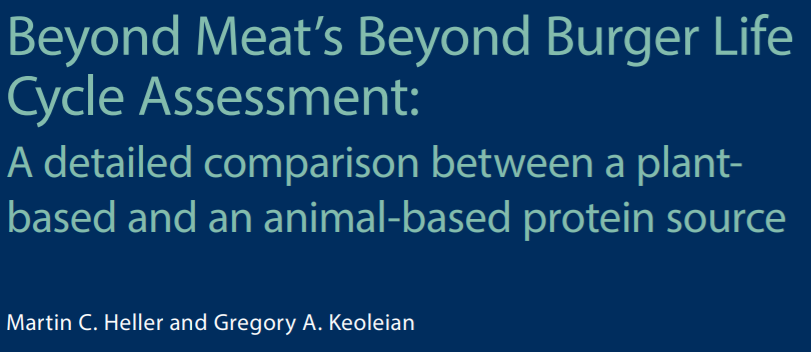 Beyond Meat's Beyond Burger Life
Cycle Assessment:
A detailed comparison between a plant-
based and an animal-based protein source
Martin C. Heller and Gregory A. Keoleian